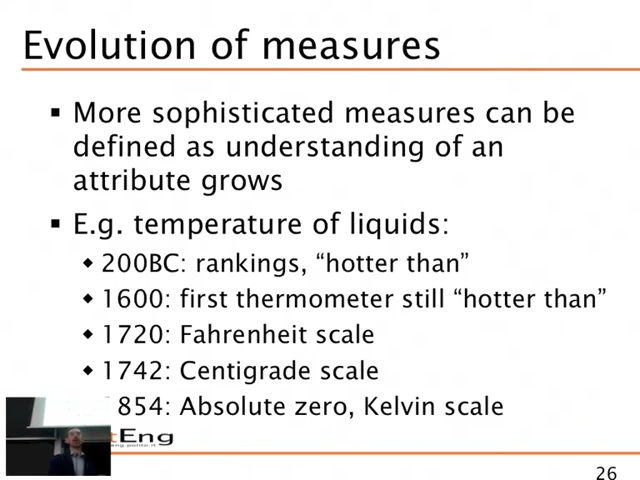 Evolution of measures
▪ More sophisticated measures can be
defined as understanding of an
attribute grows
▪ E.g. temperature of liquids:
◆ 200BC: rankings, “hotter than”
◆ 1600: first thermometer still “hotter than”
◆ 1720: Fahrenheit scale
◆ 1742: Centigrade scale
854: Absolute zero, Kelvin scale
tEng
26